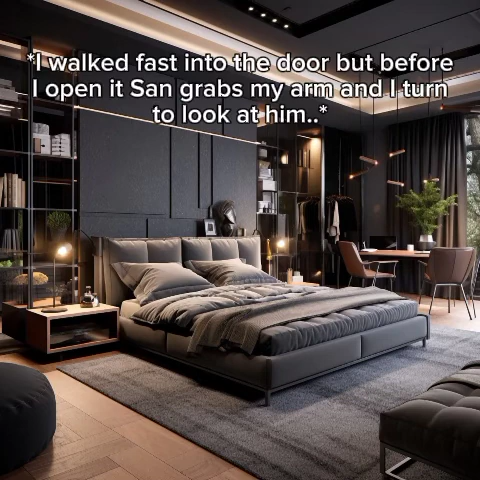 *I walked fast into the door but before
I open it San grabs my arm and I turn
to look at him..*